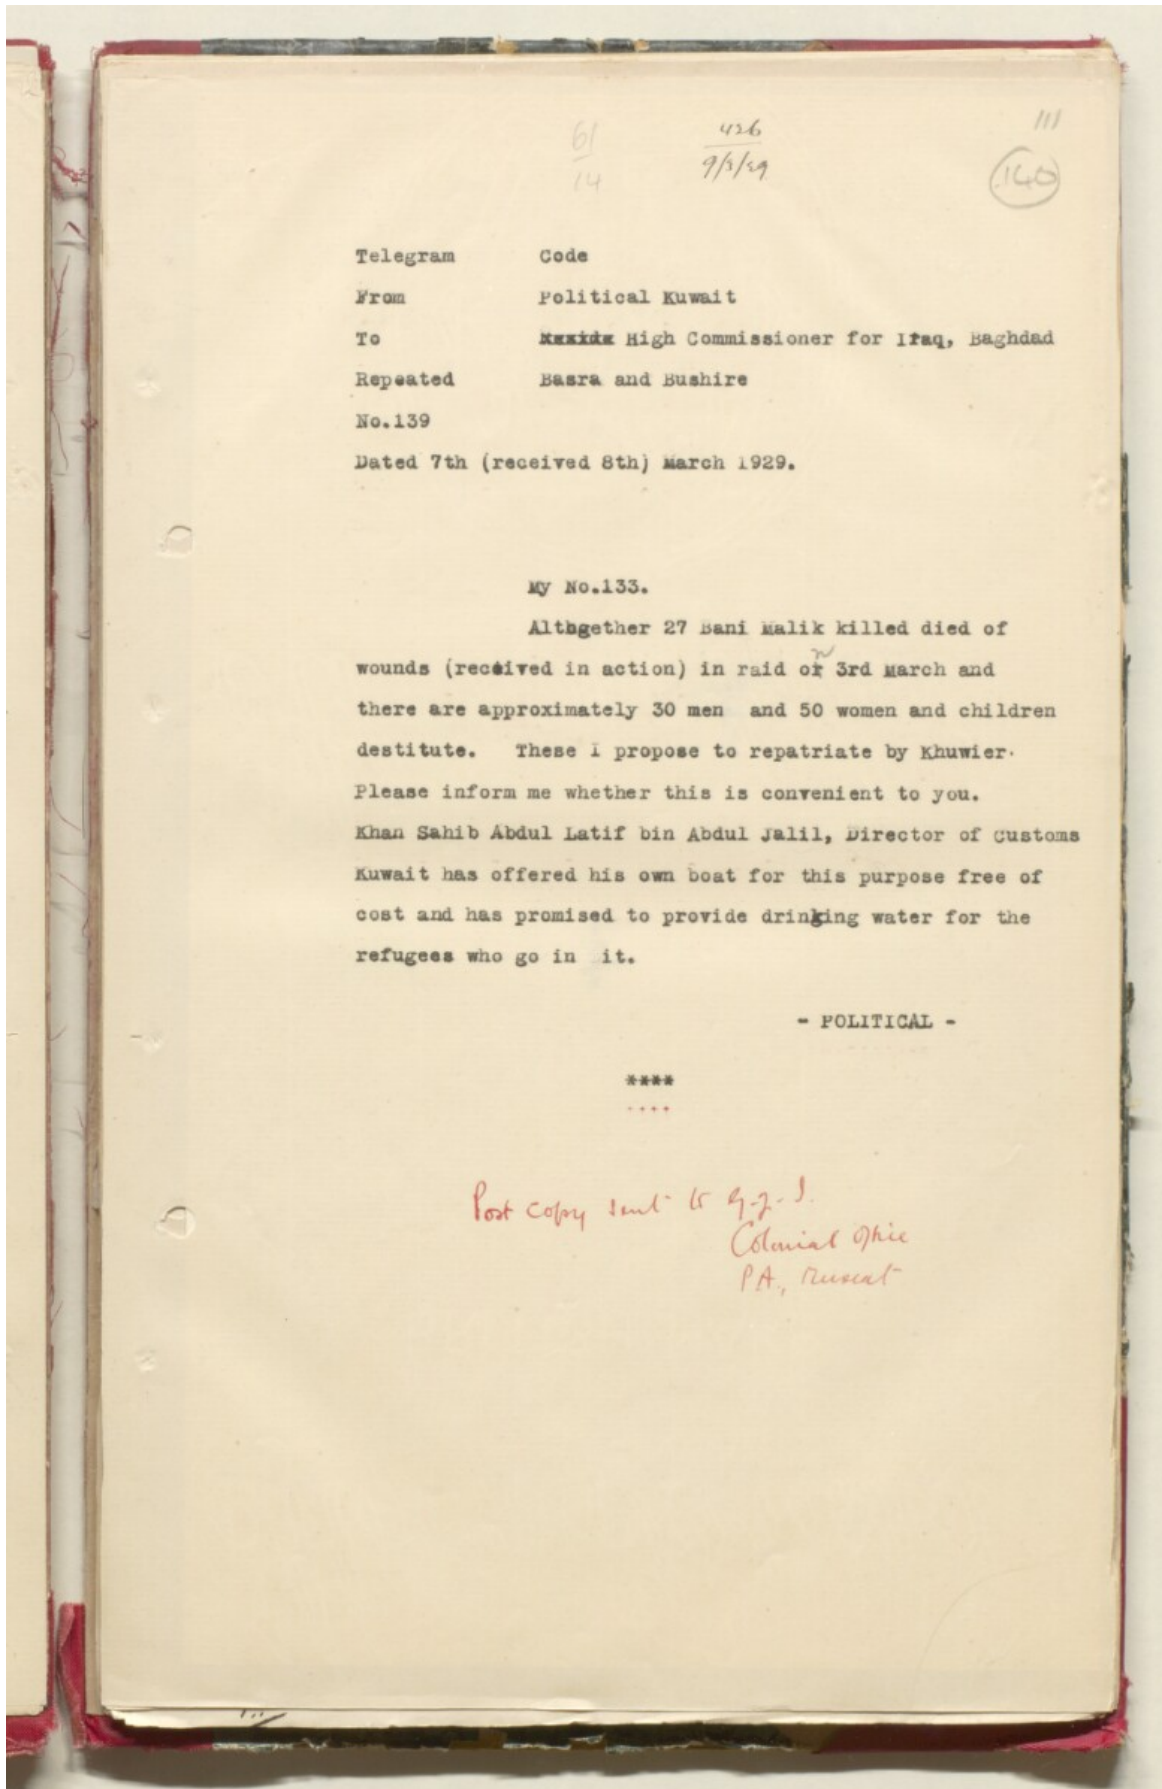 111
61
14
426
9/3/29
140
Telegram Code
From Political Kuwait
To High Commissioner for Iraq, Baghdad
Repeated Basra and Bushire
No.139
Dated 7th (received 8th) March 1929.
My No.133.
Altogether 27 Bani Malik killed died of
wounds (received in action) in raid on 3rd March and
there are approximately 30 men and 50 women and children
destitute. These I propose to repatriate by Khuwier.
Please inform me whether this is convenient to you.
Khan Sahib Abdul Latif bin Abdul Jalil, Director of Customs
Kuwait has offered his own boat for this purpose free of
cost and has promised to provide drinking water for the
refugees who go in it.
- POLITICAL -
****
Post copy sent to
Colonial Office
P.A., Muscat